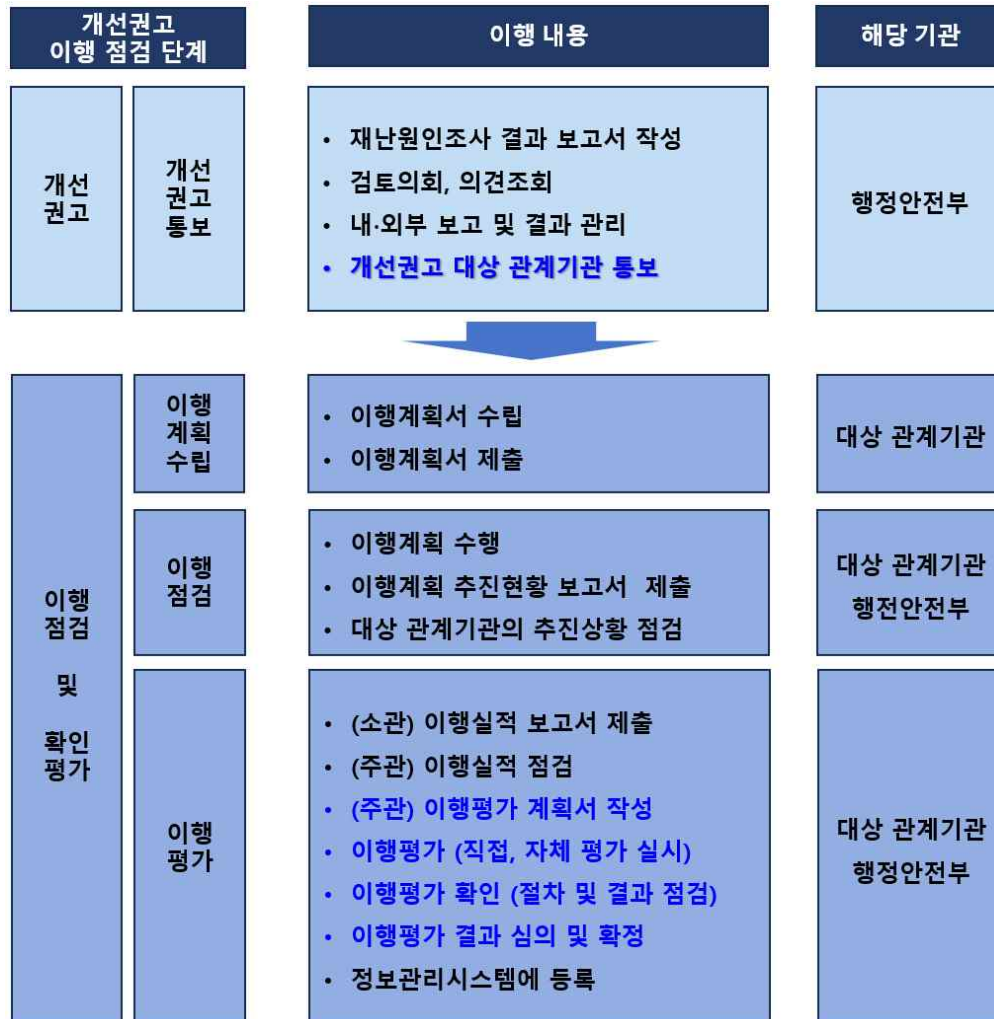 개선권고
이행 점검 단계
이행 내용
해당 기관
개선
권고
개선
권고
통보
• 재난원인조사 결과 보고서 작성
• 검토의회, 의견조회
• 내·외부 보고 및 결과 관리
• 개선권고 대상 관계기관 통보
행정안전부
이행
점검
및
확인
평가
이행
계획
수립
• 이행계획서 수립
• 이행계획서 제출
대상 관계기관
이행
점검
• 이행계획 수행
• 이행계획 추진현황 보고서 제출
• 대상 관계기관의 추진상황 점검
대상 관계기관
행전안전부
이행
평가
• (소관) 이행실적 보고서 제출
• (주관) 이행실적 점검
• (주관) 이행평가 계획서 작성
• 이행평가 (직접, 자체 평가 실시)
• 이행평가 확인 (절차 및 결과 점검)
• 이행평가 결과 심의 및 확정
• 정보관리시스템에 등록
대상 관계기관
행정안전부